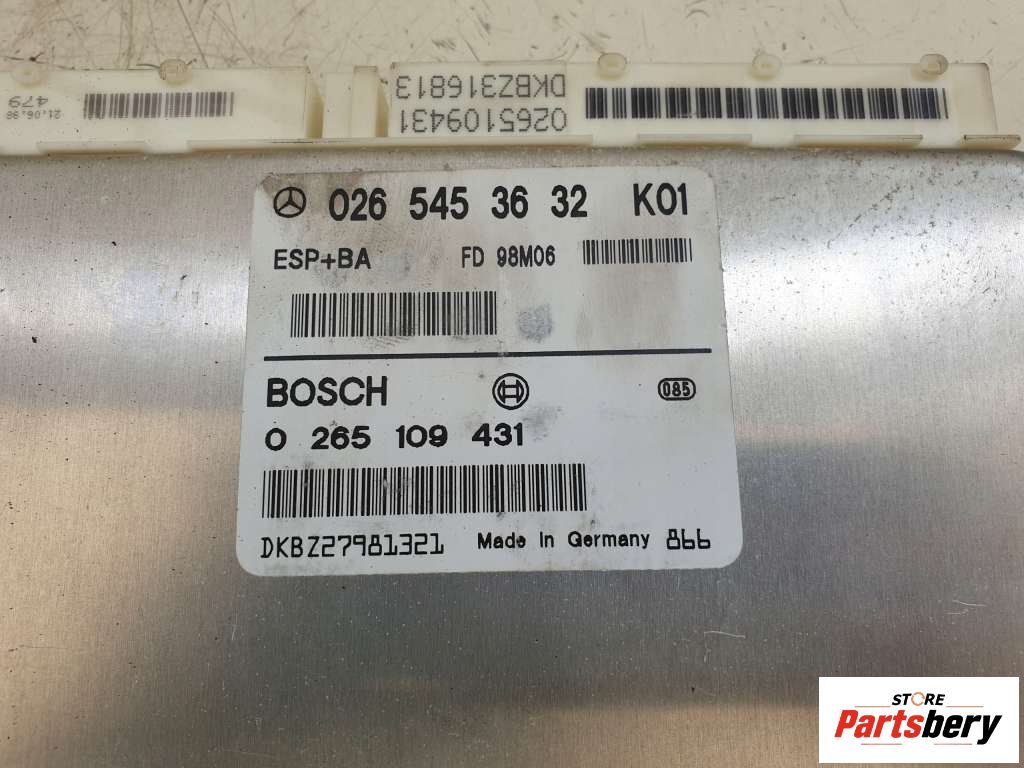 0265109431
DKBZ316813
21.06.98
479
026 545 36 32 K01
ESP+BA FD 98M06
BOSCH 085
0 265 109 431
DKBZ27981321 Made In Germany 866
STORE
Partsbery